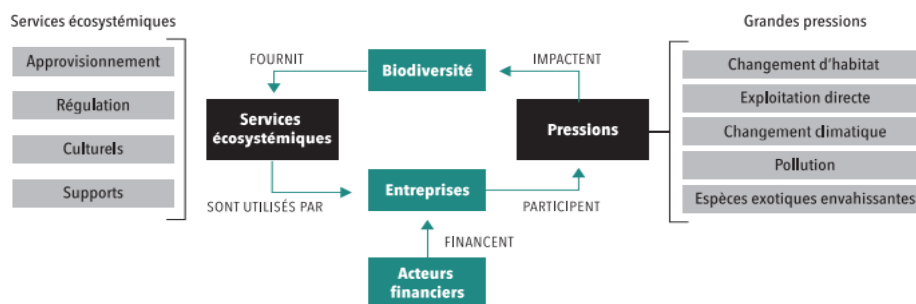 Services écosystémiques
Approvisionnement
Régulation
Culturels
Supports
FOURNIT
Biodiversité
IMPACTENT
Services
écosystémiques
Pressions
SONT UTILISÉS PAR
Entreprises
PARTICIPENT
FINANCENT
Acteurs
financiers
Grandes pressions
Changement d'habitat
Exploitation directe
Changement climatique
Pollution
Espèces exotiques envahissantes